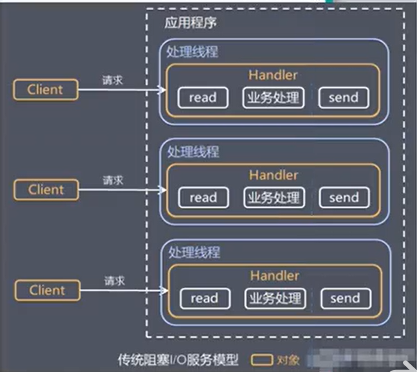 应用程序
处理线程
Handler
Client 请求 read 业务处理 send
处理线程
Handler
Client 请求 read 业务处理 send
处理线程
Handler
Client 请求 read 业务处理 send
传统阻塞I/O服务模型 对象